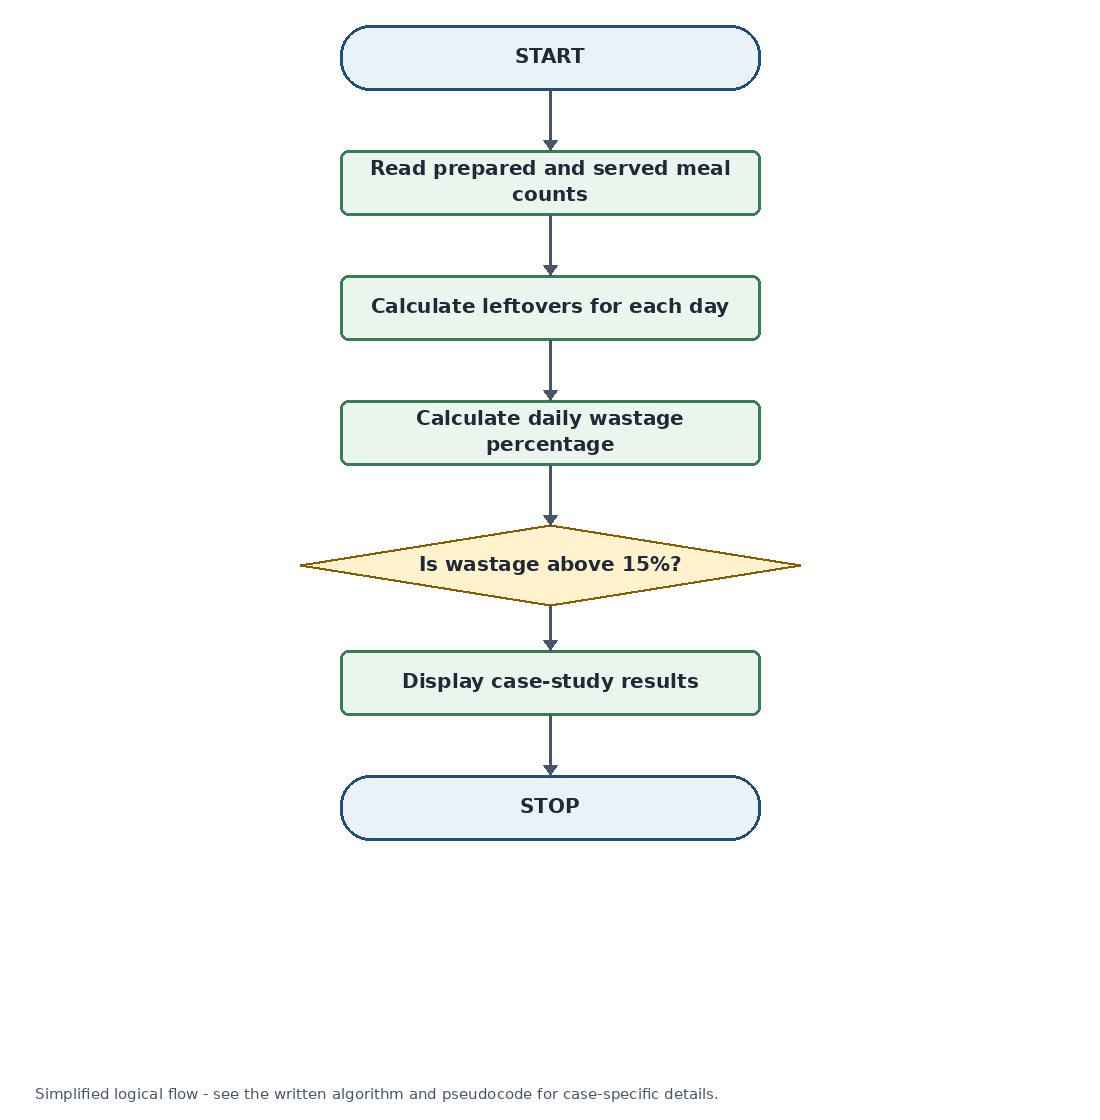 START
Read prepared and served meal
counts
Calculate leftovers for each day
Calculate daily wastage
percentage
Is wastage above 15%?
Display case-study results
STOP
Simplified logical flow - see the written algorithm and pseudocode for case-specific details.